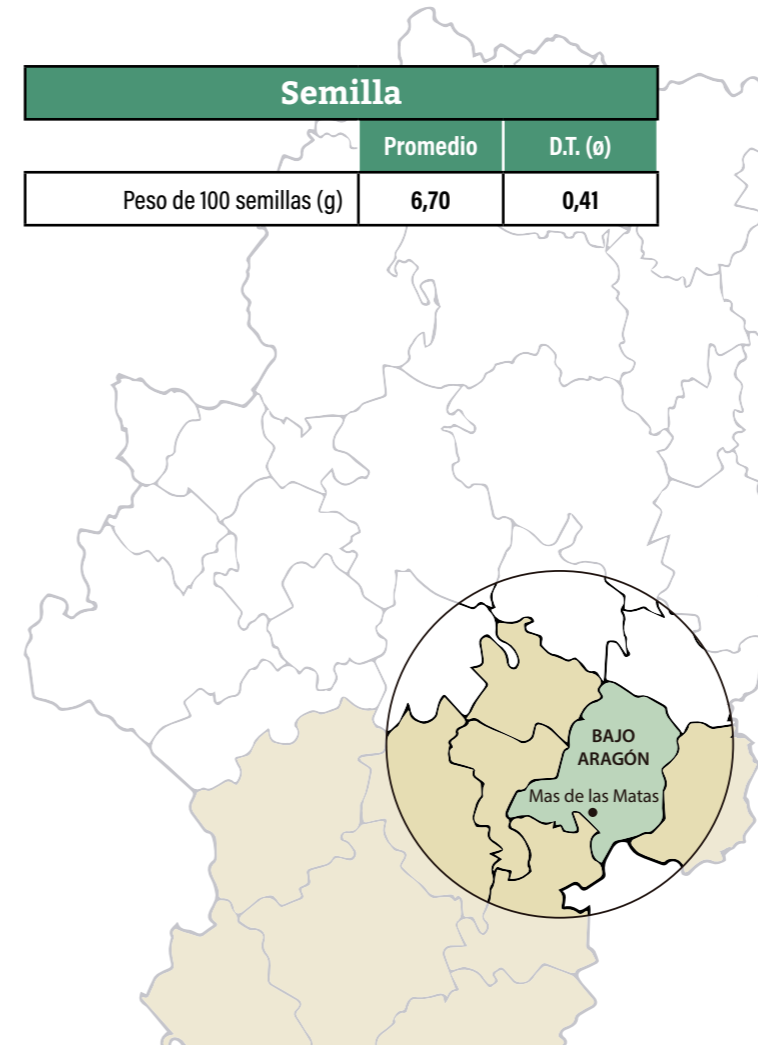 Semilla
Promedio D.T. (ø)
Peso de 100 semillas (g) 6,70 0,41
BAJO
ARAGÓN
Mas de las Matas